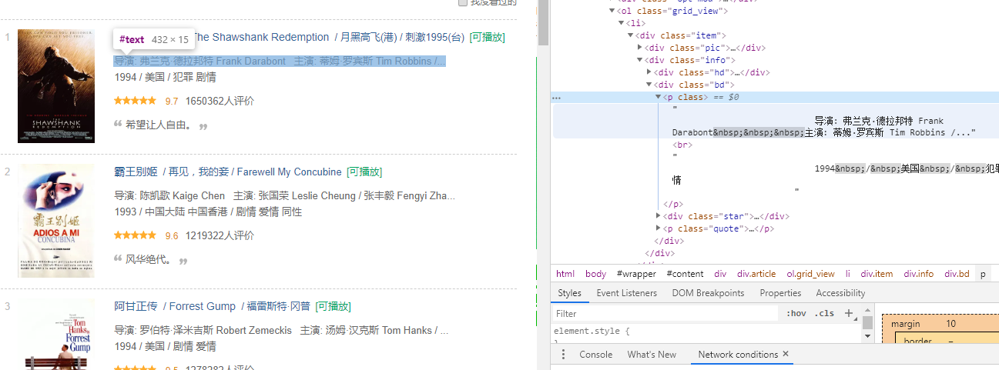 我没看过的
1
#text 432 × 15
The Shawshank Redemption / 月黑高飞(港) / 刺激1995(台) [可播放]
导演: 弗兰克·德拉邦特 Frank Darabont 主演: 蒂姆·罗宾斯 Tim Robbins /...
1994 / 美国 / 犯罪 剧情
9.7 1650362人评价
希望让人自由。
THE
SHAWSHANK
REDEMPTION
2
霸王别姬 / 再见，我的妾 / Farewell My Concubine [可播放]
导演: 陈凯歌 Kaige Chen 主演: 张国荣 Leslie Cheung / 张丰毅 Fengyi Zha...
1993 / 中国大陆 中国香港 / 剧情 爱情 同性
9.6 1219322人评价
风华绝代。
霸王别姬
ADIOS A MI
CONCUBINA
3
阿甘正传 / Forrest Gump / 福雷斯特·冈普 [可播放]
导演: 罗伯特·泽米吉斯 Robert Zemeckis 主演: 汤姆·汉克斯 Tom Hanks / ...
1994 / 美国 / 剧情 爱情
9.5 1278282人评价
Tom
Hanks
Forrest
Gump
<ol class="grid_view">
<li>
<div class="item">
<div class="pic">…</div>
<div class="info">
<div class="hd">…</div>
<div class="bd">
<p class> == $0
"
导演: 弗兰克·德拉邦特 Frank
Darabont&nbsp;&nbsp;&nbsp;主演: 蒂姆·罗宾斯 Tim Robbins /..."
<br>
"
1994&nbsp;/&nbsp;美国&nbsp;/&nbsp;犯罪
情
"
</p>
<div class="star">…</div>
<p class="quote">…</p>
</div>
</div>
html body #wrapper #content div div.article ol.grid_view li div.item div.info div.bd p
Styles Event Listeners DOM Breakpoints Properties Accessibility
Filter :hov .cls +
element.style {
margin 10
border –
Console What's New Network conditions ×